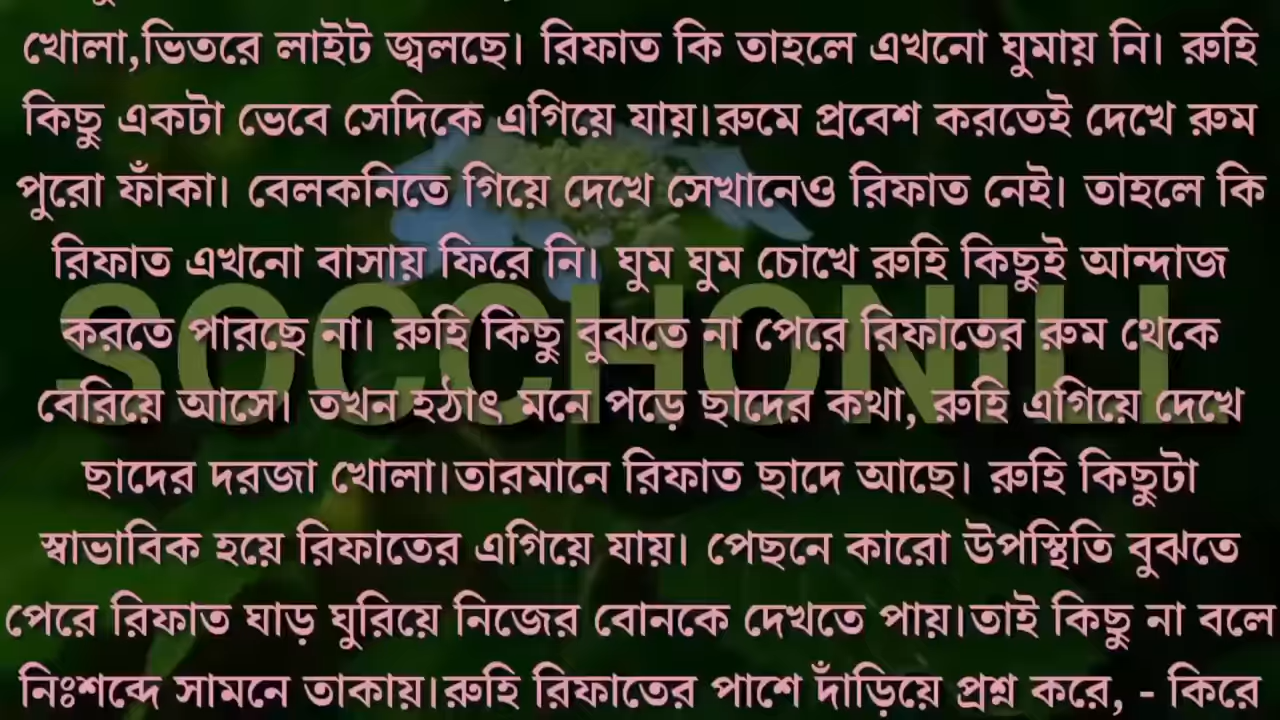 খোলা,ভিতরে লাইট জ্বলছে। রিফাত কি তাহলে এখনো ঘুমায় নি। রুহি
কিছু একটা ভেবে সেদিকে এগিয়ে যায়।রুমে প্রবেশ করতেই দেখে রুম
পুরো ফাঁকা। বেলকনিতে গিয়ে দেখে সেখানেও রিফাত নেই। তাহলে কি
রিফাত এখনো বাসায় ফিরে নি। ঘুম ঘুম চোখে রুহি কিছুই আন্দাজ
করতে পারছে না। রুহি কিছু বুঝতে না পেরে রিফাতের রুম থেকে
বেরিয়ে আসে। তখন হঠাৎ মনে পড়ে ছাদের কথা, রুহি এগিয়ে দেখে
ছাদের দরজা খোলা।তারমানে রিফাত ছাদে আছে। রুহি কিছুটা
স্বাভাবিক হয়ে রিফাতের এগিয়ে যায়। পেছনে কারো উপস্থিতি বুঝতে
পেরে রিফাত ঘাড় ঘুরিয়ে নিজের বোনকে দেখতে পায়।তাই কিছু না বলে
নিঃশব্দে সামনে তাকায়।রুহি রিফাতের পাশে দাঁড়িয়ে প্রশ্ন করে, - কিরে
SOCCHONILL